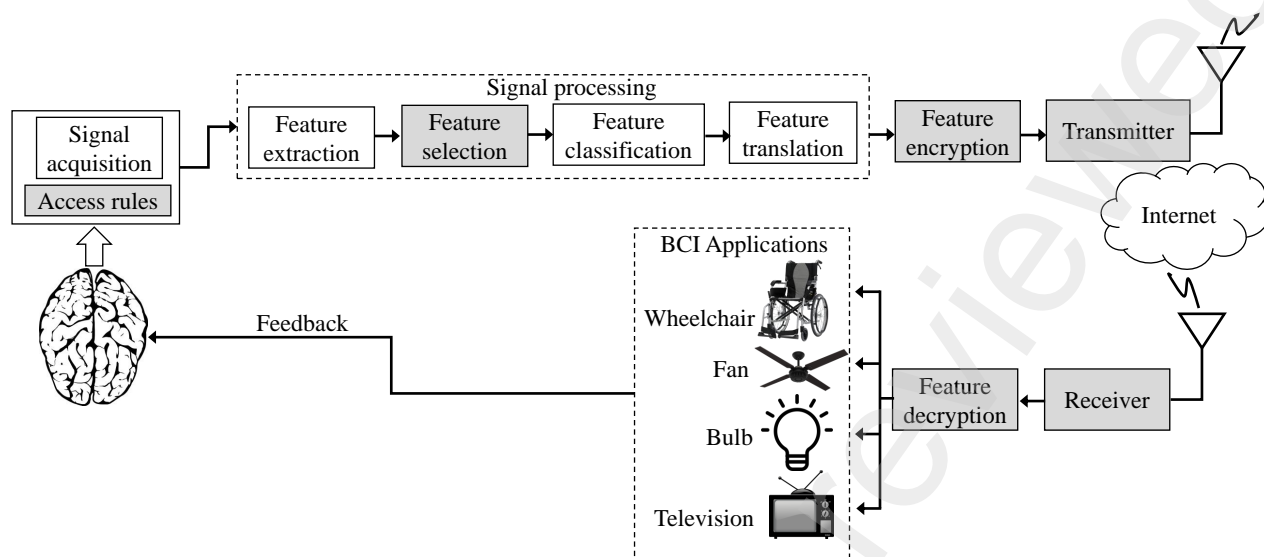 Signal processing
Signal
acquisition
Access rules
Feature
extraction
Feature
selection
Feature
classification
Feature
translation
Feature
encryption
Transmitter
Internet
BCI Applications
Wheelchair
Fan
Bulb
Television
Feature
decryption
Receiver
Feedback
reviewed